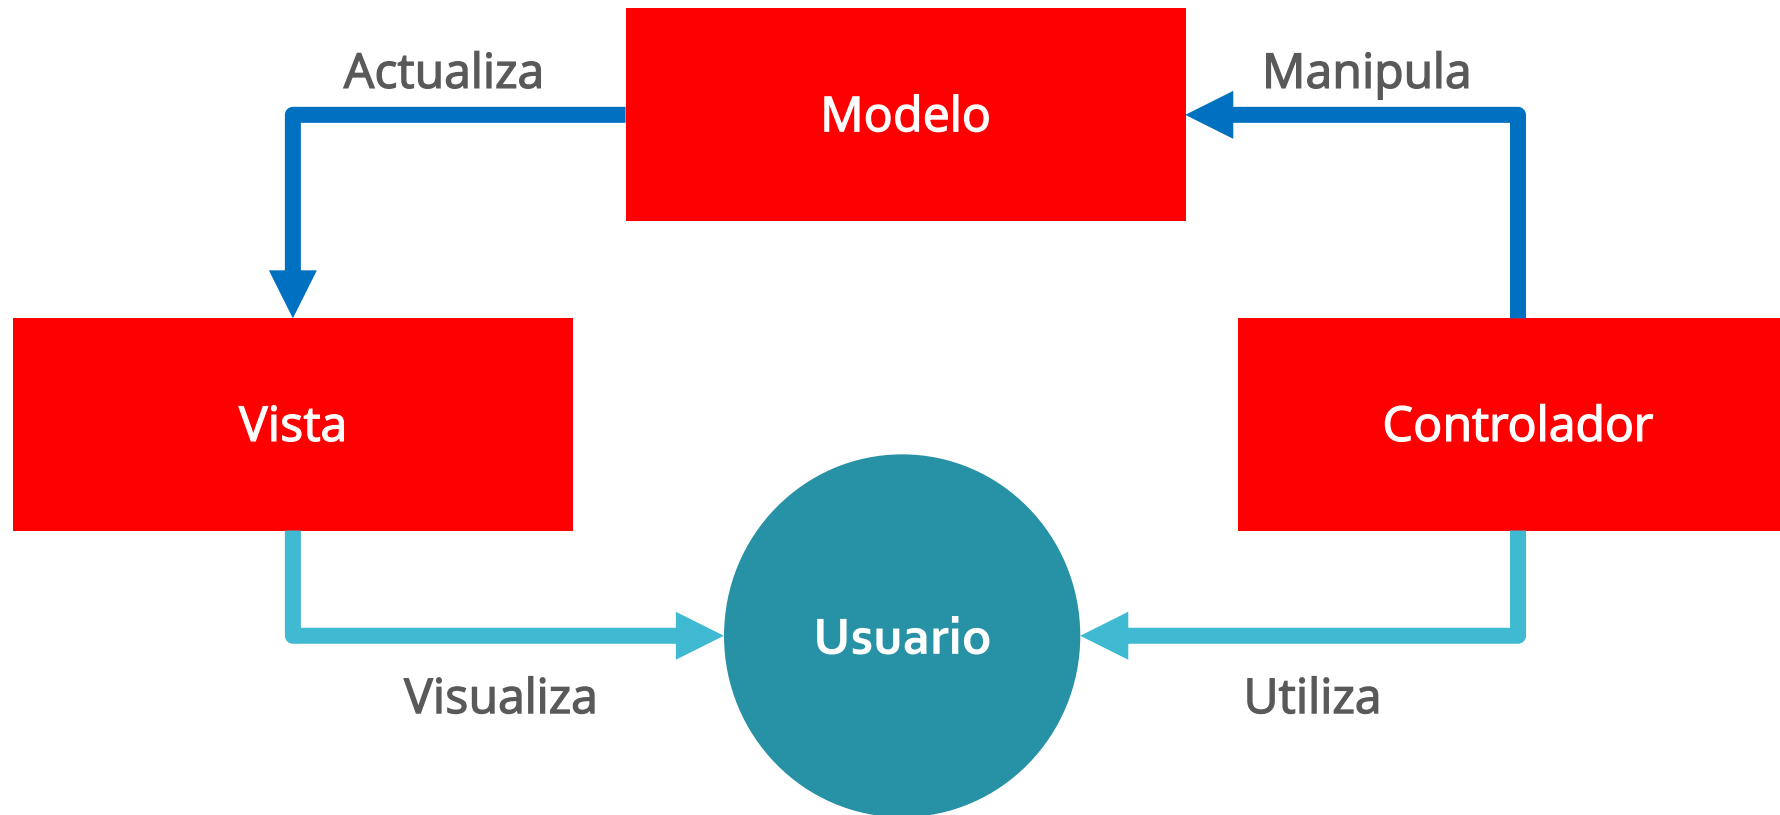 Actualiza
Modelo
Manipula
Vista
Controlador
Usuario
Visualiza
Utiliza